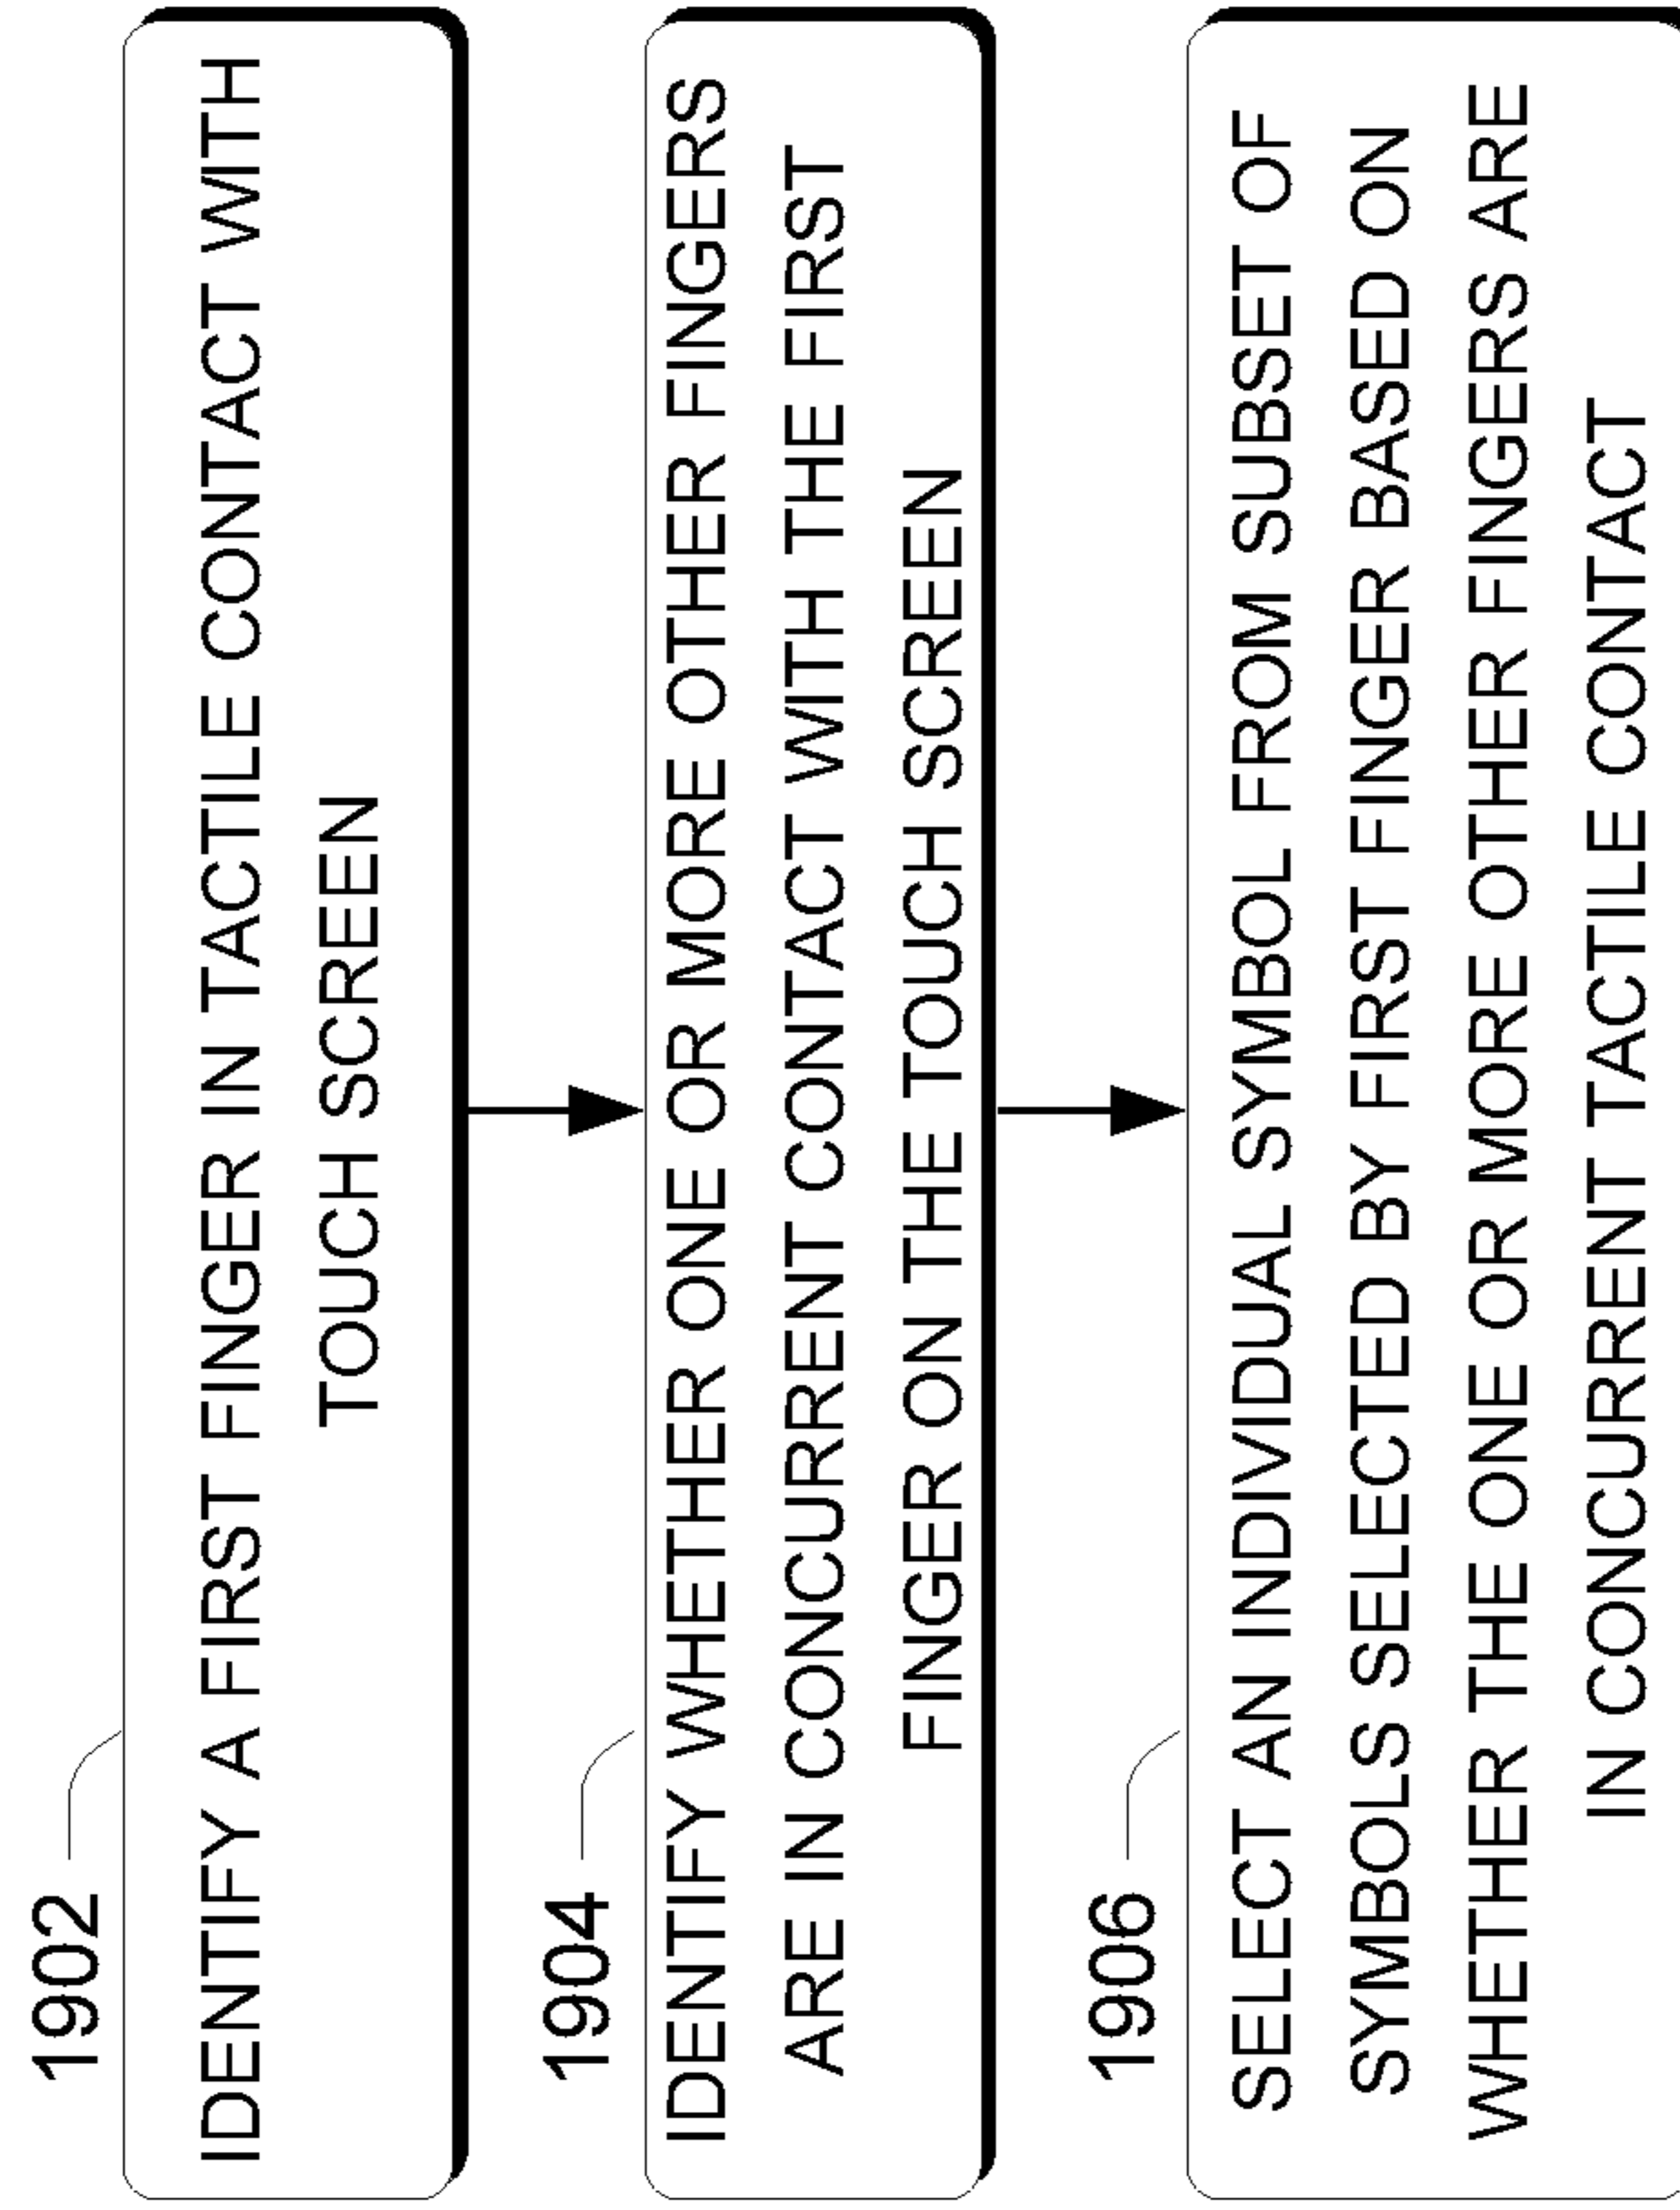 1902
IDENTIFY A FIRST FINGER IN TACTILE CONTACT WITH
TOUCH SCREEN
1904
IDENTIFY WHETHER ONE OR MORE OTHER FINGERS
ARE IN CONCURRENT CONTACT WITH THE FIRST
FINGER ON THE TOUCH SCREEN
1906
SELECT AN INDIVIDUAL SYMBOL FROM SUBSET OF
SYMBOLS SELECTED BY FIRST FINGER BASED ON
WHETHER THE ONE OR MORE OTHER FINGERS ARE
IN CONCURRENT TACTILE CONTACT